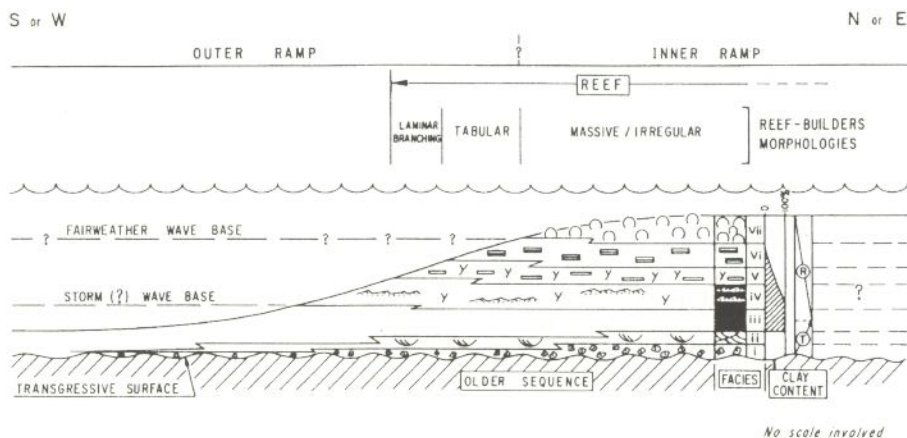 S or W N or E
OUTER RAMP ? INNER RAMP
REEF
LAMINAR BRANCHING TABULAR MASSIVE / IRREGULAR REEF-BUILDERS MORPHOLOGIES
0
? FAIRWEATHER WAVE BASE ? ? ? Vii
Vi
Y Y Y Y V R
STORM (?) WAVE BASE Y Y Y iV ?
iii
ii T
i
TRANSGRESSIVE SURFACE OLDER SEQUENCE FACIES CLAY CONTENT
No scale involved